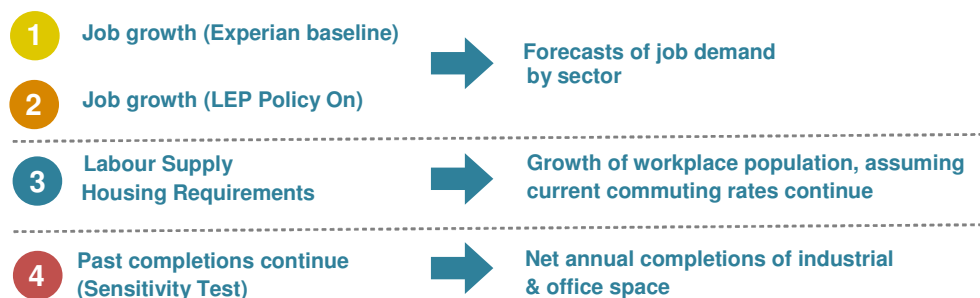 1
Job growth (Experian baseline)
Forecasts of job demand
by sector
2
Job growth (LEP Policy On)
3
Labour Supply
Housing Requirements
Growth of workplace population, assuming
current commuting rates continue
4
Past completions continue
(Sensitivity Test)
Net annual completions of industrial
& office space